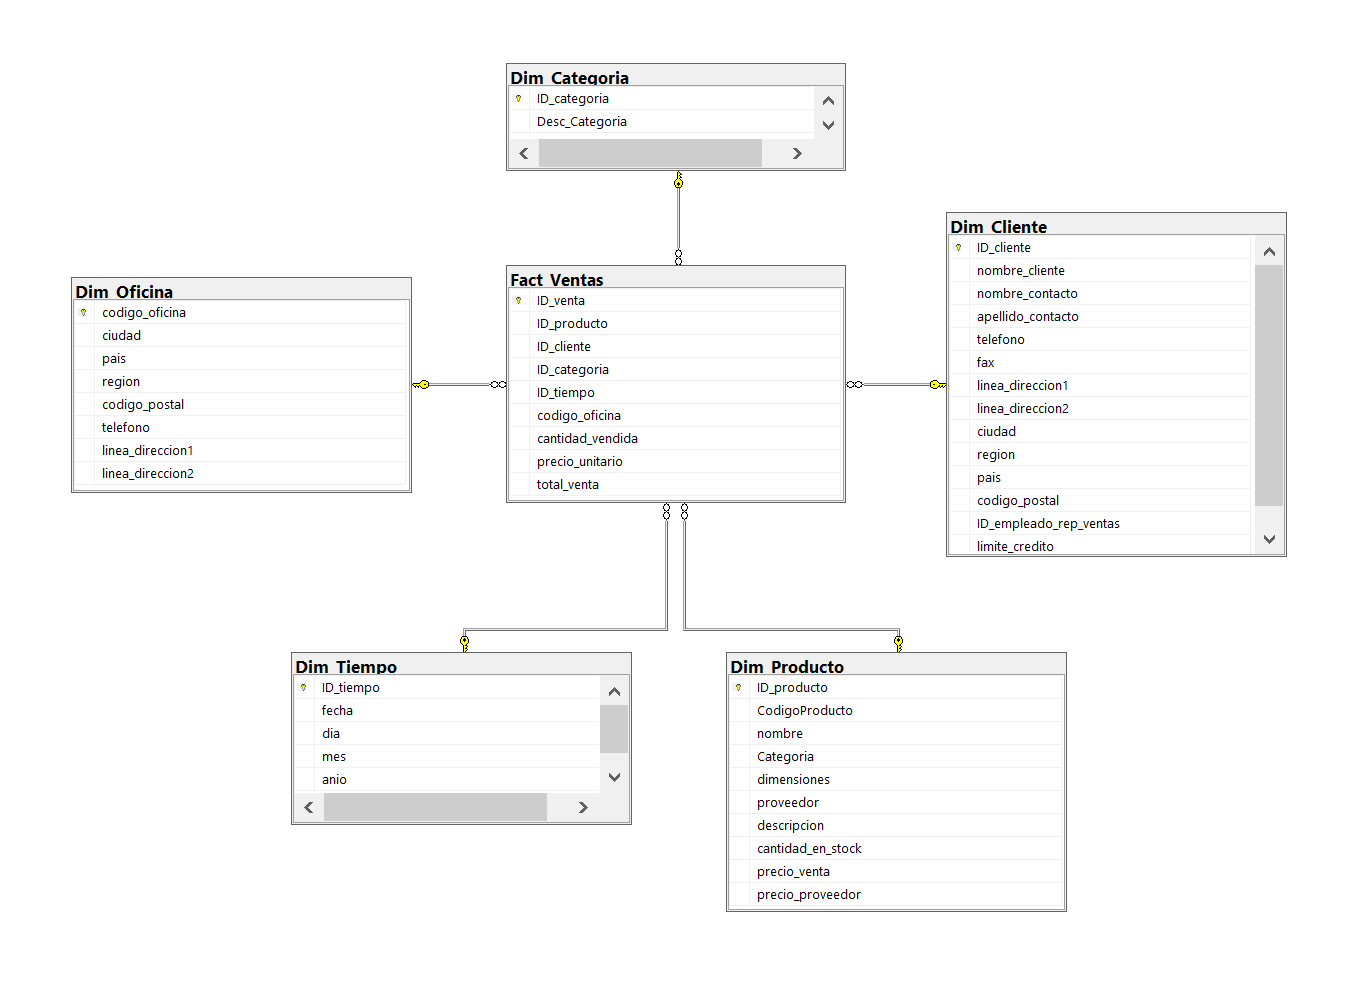 Dim_Categoria
ID_categoria
Desc_Categoria
Dim_Cliente
ID_cliente
nombre_cliente
nombre_contacto
apellido_contacto
telefono
fax
linea_direccion1
linea_direccion2
ciudad
region
pais
codigo_postal
ID_empleado_rep_ventas
limite_credito
Fact_Ventas
ID_venta
ID_producto
ID_cliente
ID_categoria
ID_tiempo
codigo_oficina
cantidad_vendida
precio_unitario
total_venta
Dim_Oficina
codigo_oficina
ciudad
pais
region
codigo_postal
telefono
linea_direccion1
linea_direccion2
Dim_Tiempo
ID_tiempo
fecha
dia
mes
anio
Dim_Producto
ID_producto
CodigoProducto
nombre
Categoria
dimensiones
proveedor
descripcion
cantidad_en_stock
precio_venta
precio_proveedor